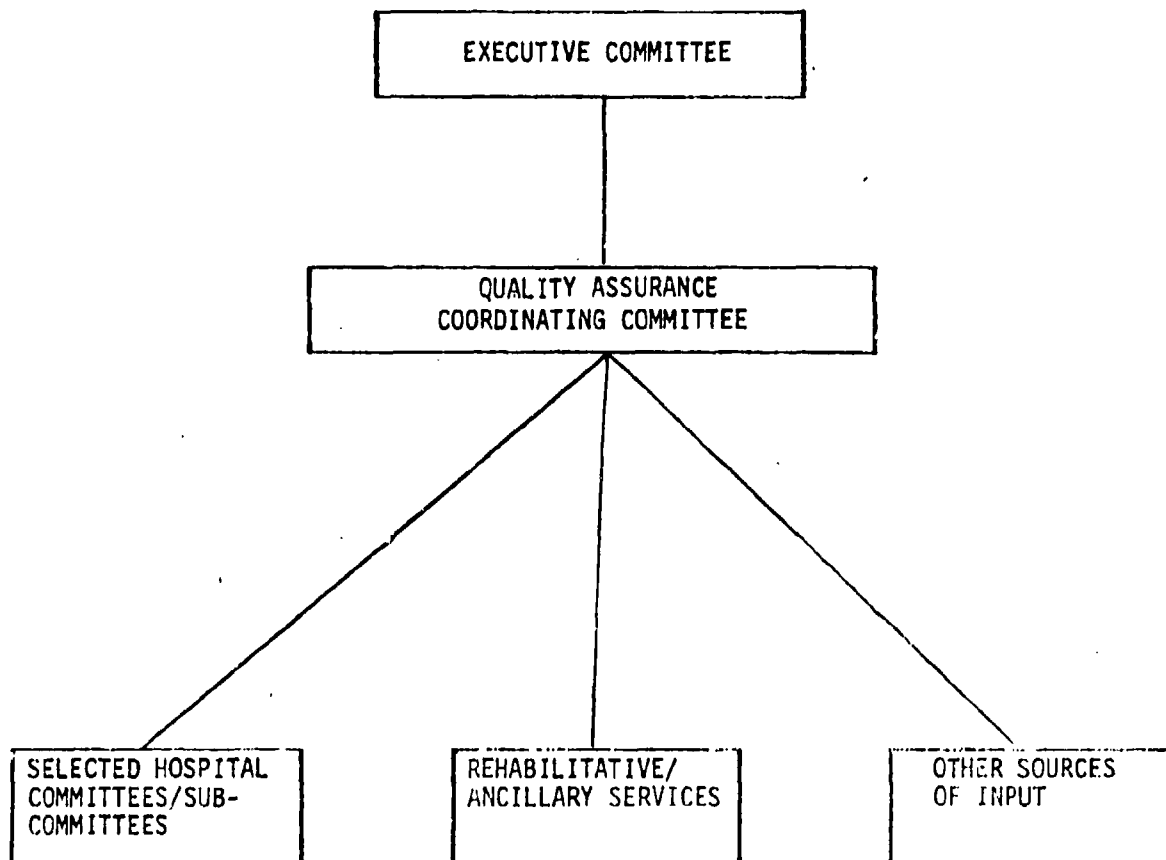 EXECUTIVE COMMITTEE
QUALITY ASSURANCE
COORDINATING COMMITTEE
SELECTED HOSPITAL
COMMITTEES/SUB-
COMMITTEES
REHABILITATIVE/
ANCILLARY SERVICES
OTHER SOURCES
OF INPUT